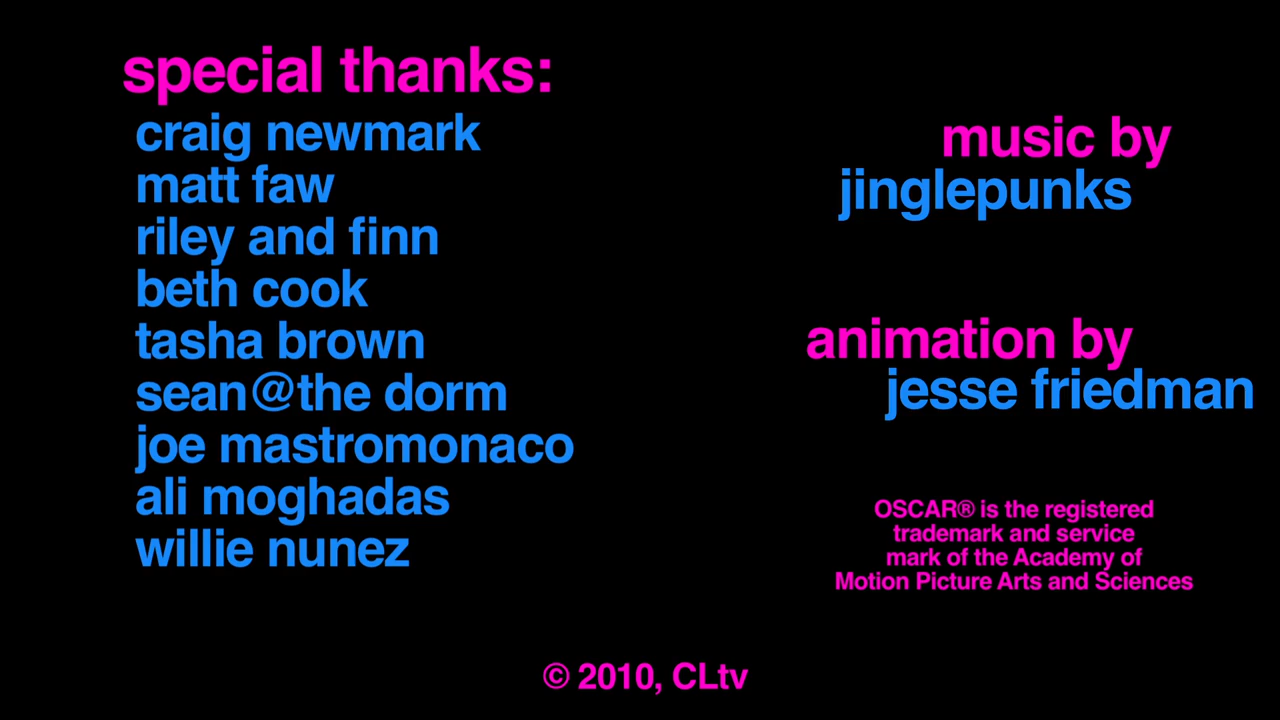 special thanks:
craig newmark
matt faw
riley and finn
beth cook
tasha brown
sean@the dorm
joe mastromonaco
ali moghadas
willie nunez
music by
jinglepunks
animation by
jesse friedman
OSCAR® is the registered
trademark and service
mark of the Academy of
Motion Picture Arts and Sciences
© 2010, CLtv